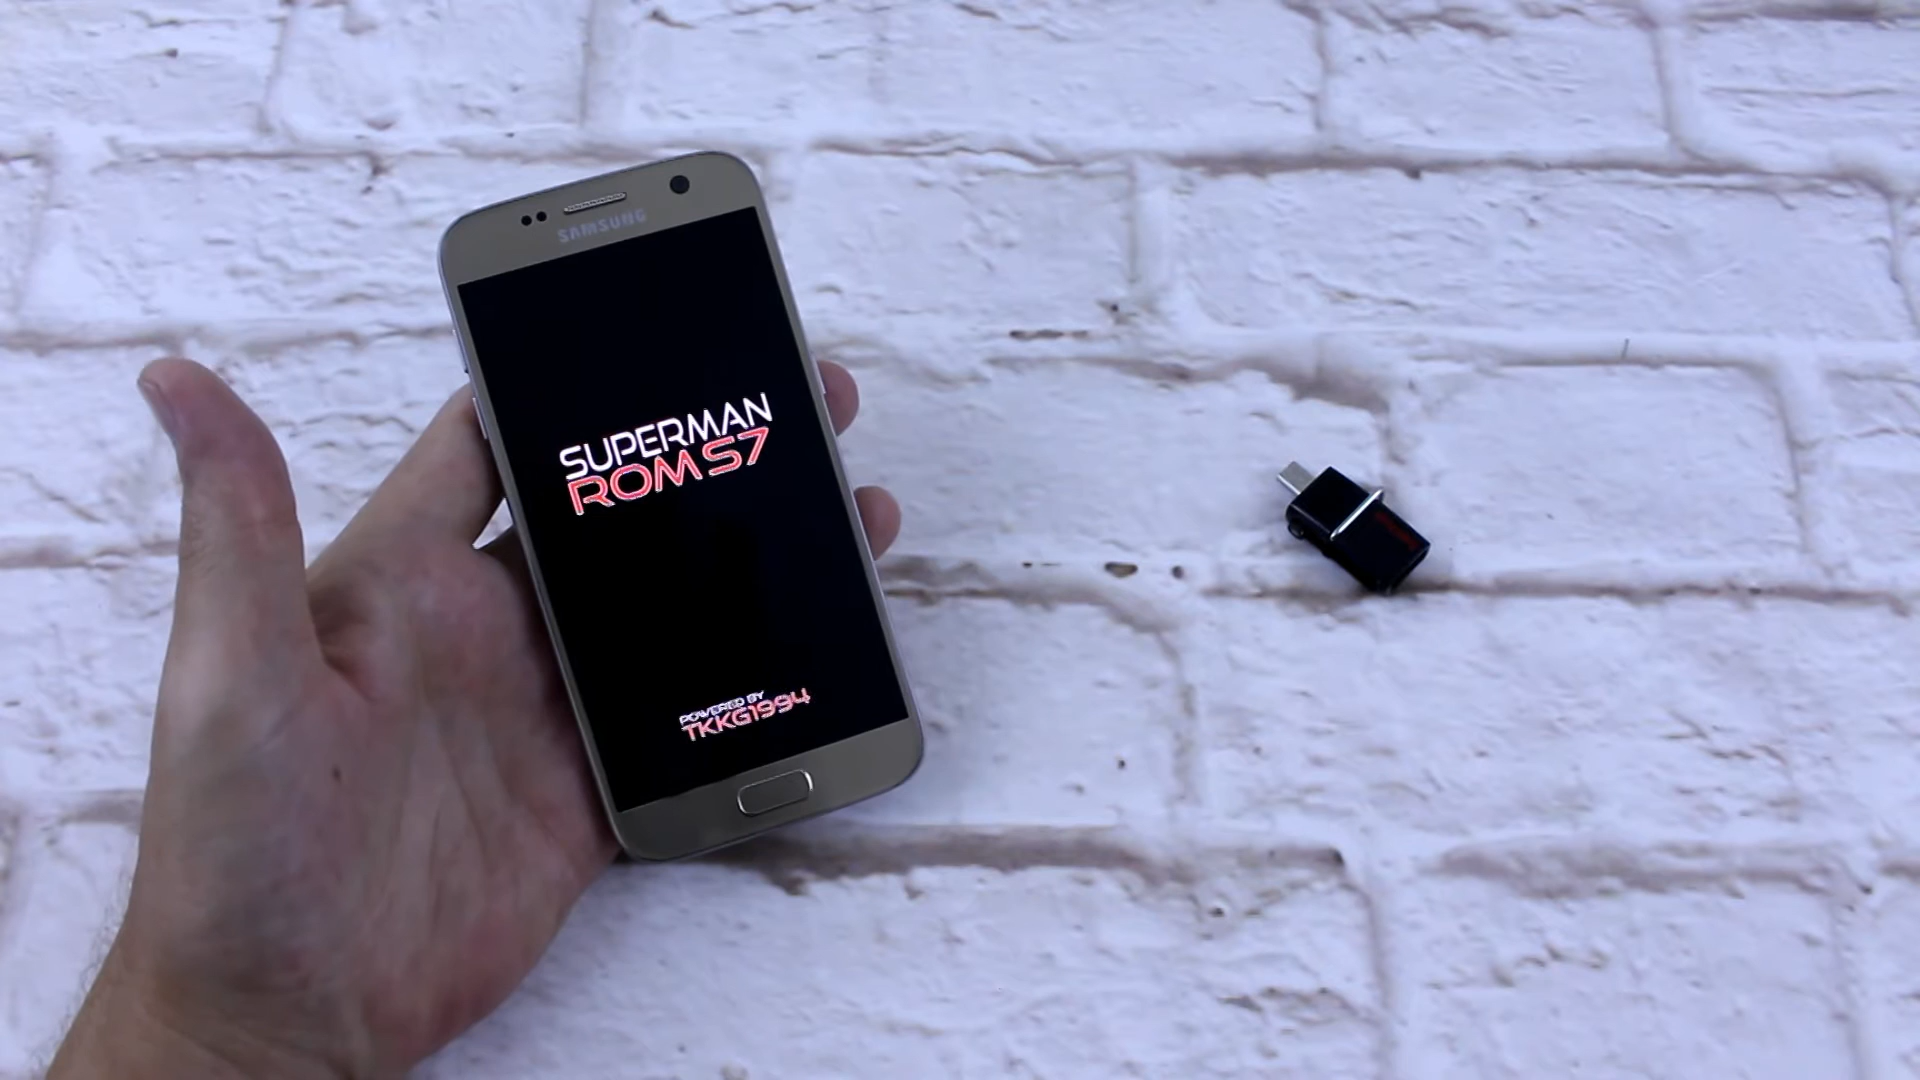 SAMSUNG
SUPERMAN
ROM S7
POWERED BY
TKKG1994